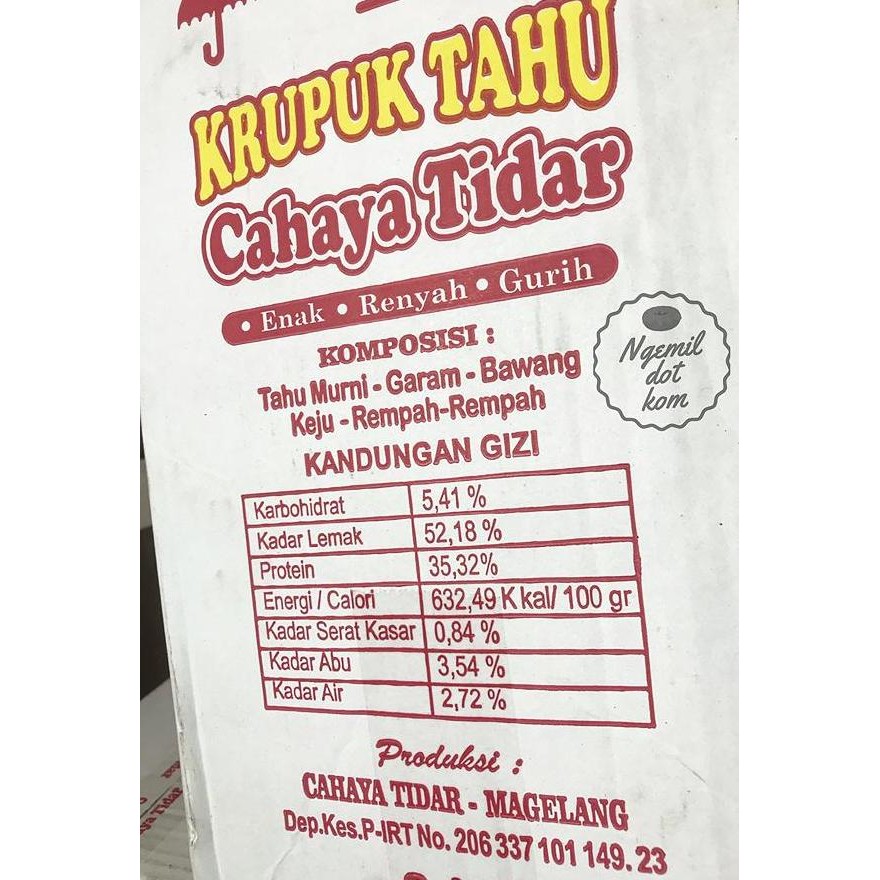 KRUPUK TAHU
Cahaya Tidar
• Enak • Renyah • Gurih
KOMPOSISI :
Tahu Murni - Garam - Bawang
Keju - Rempah-Rempah
Ngemil
dot
kom
KANDUNGAN GIZI
Karbohidrat 5,41 %
Kadar Lemak 52,18 %
Protein 35,32%
Energi / Calori 632,49 K kal/ 100 gr
Kadar Serat Kasar 0,84 %
Kadar Abu 3,54 %
Kadar Air 2,72 %
Produksi :
CAHAYA TIDAR - MAGELANG
Dep.Kes.P-IRT No. 206 337 101 149. 23